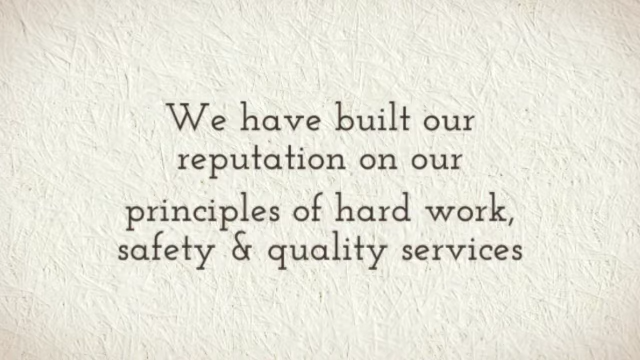 We have built our
reputation on our
principles of hard work,
safety & quality services